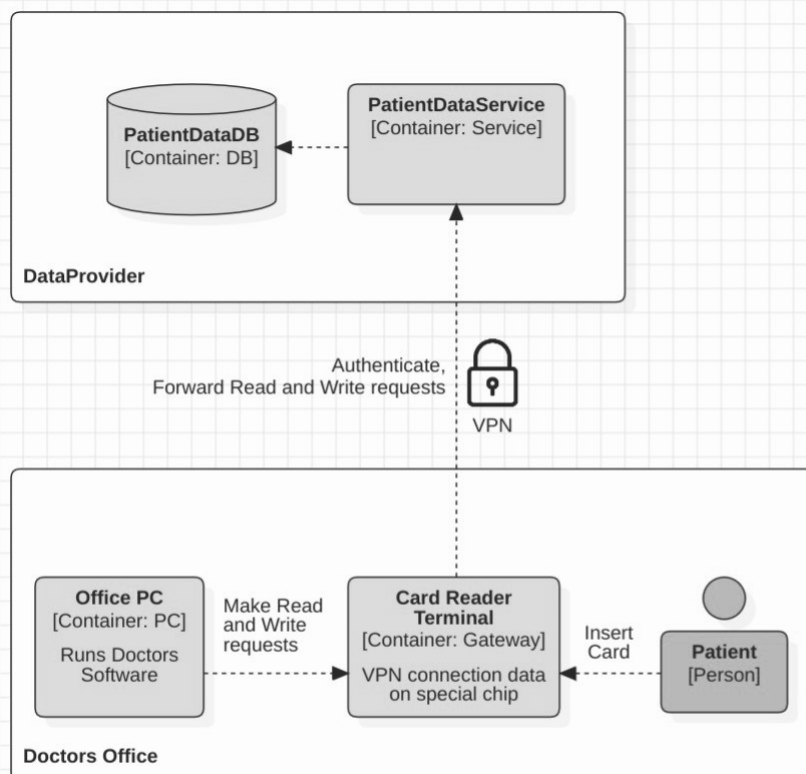 PatientDataDB
[Container: DB]
PatientDataService
[Container: Service]
DataProvider
Authenticate,
Forward Read and Write requests
VPN
Office PC
[Container: PC]
Runs Doctors
Software
Make Read
and Write
requests
Card Reader
Terminal
[Container: Gateway]
VPN connection data
on special chip
Insert
Card
Patient
[Person]
Doctors Office